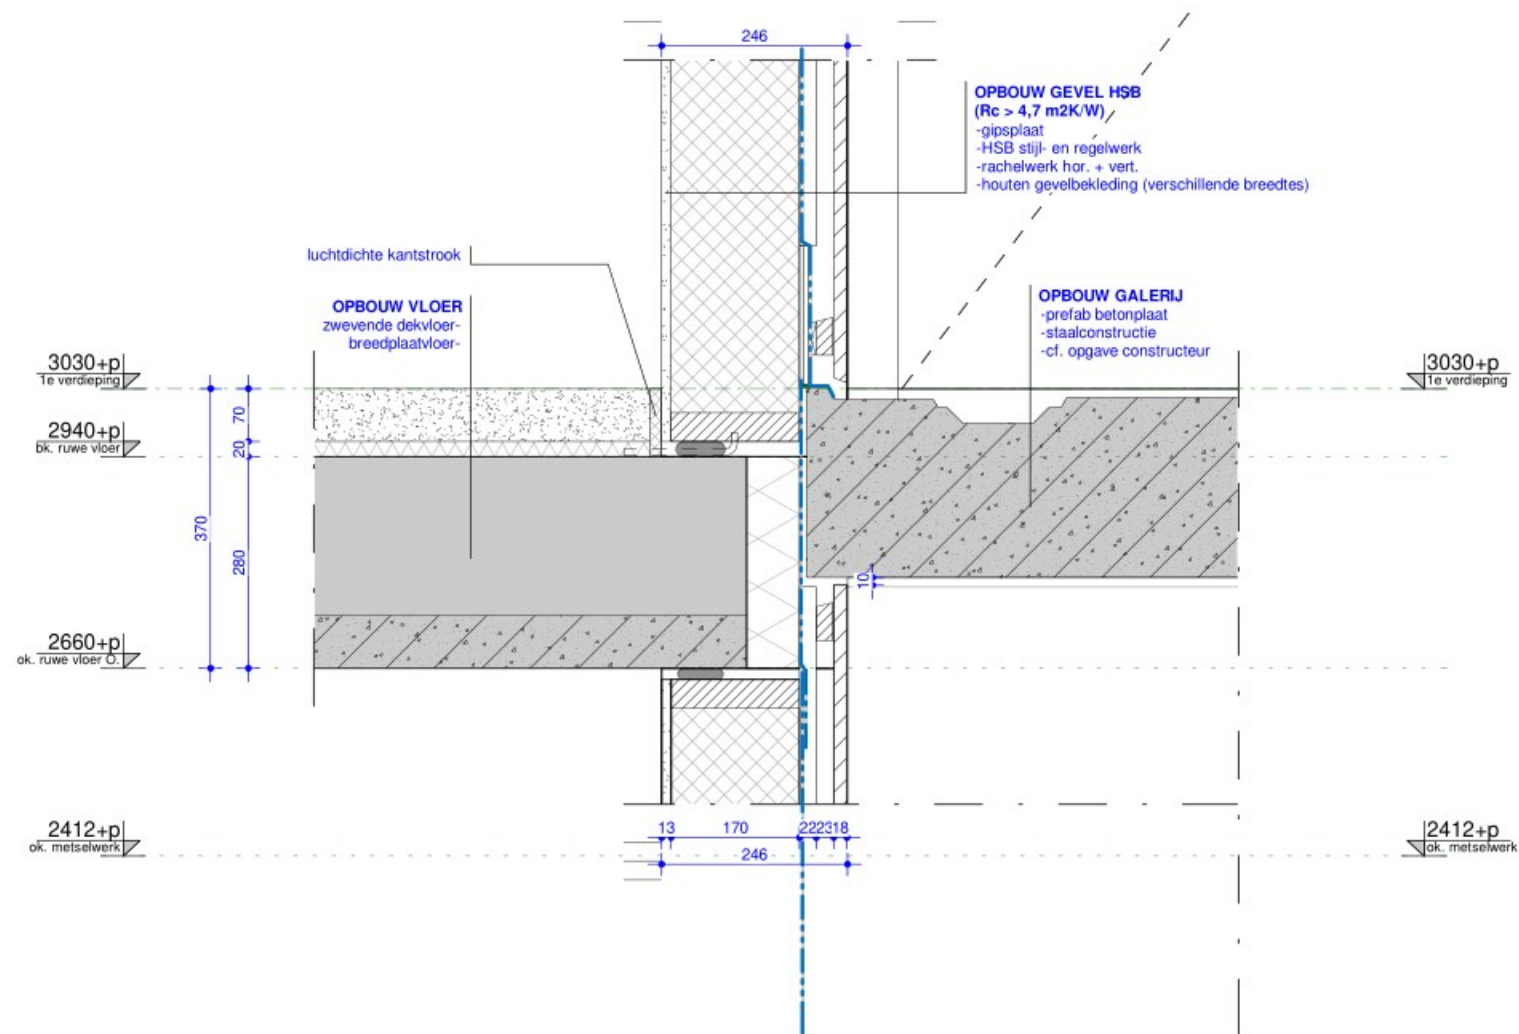 246
OPBOUW GEVEL HSB
(Rc > 4,7 m2K/W)
-gipsplaat
-HSB stijl- en regelwerk
-rachelwerk hor. + vert.
-houten gevelbekleding (verschillende breedtes)
luchtdichte kantstrook
OPBOUW VLOER
zwevende dekvloer-
breedplaatvloer-
OPBOUW GALERIJ
-prefab betonplaat
-staalconstructie
-cf. opgave constructeur
3030+p
1e verdieping
3030+p
1e verdieping
70
2940+p
bk. ruwe vloer
20
370
280
10
2660+p
ok. ruwe vloer O.
13 170 22 23 18
2412+p
ok. metselwerk
246
2412+p
ok. metselwerk